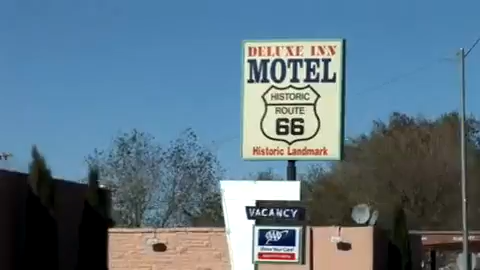 DELUXE INN
MOTEL
HISTORIC
ROUTE
66
Historic Landmark
VACANCY
AAA